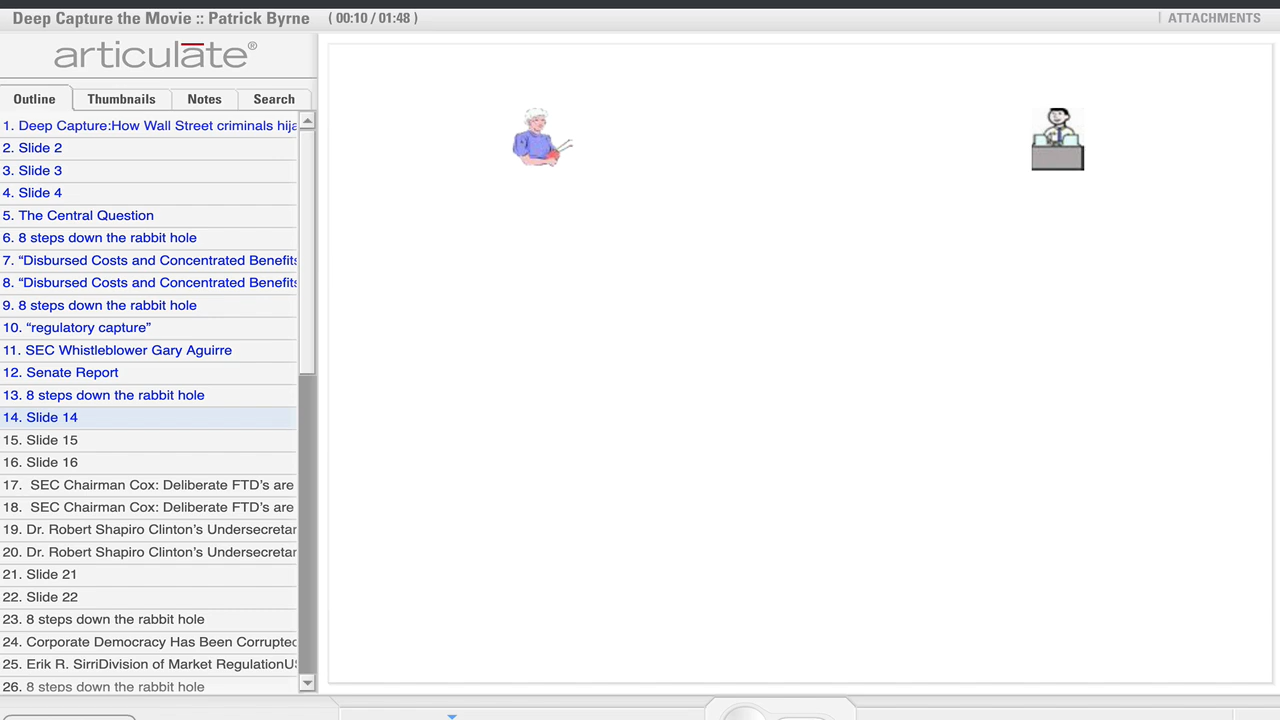 Deep Capture the Movie :: Patrick Byrne ( 00:10 / 01:48 )
ATTACHMENTS
articulate®
Outline Thumbnails Notes Search
1. Deep Capture:How Wall Street criminals hija
2. Slide 2
3. Slide 3
4. Slide 4
5. The Central Question
6. 8 steps down the rabbit hole
7. “Disbursed Costs and Concentrated Benefits
8. “Disbursed Costs and Concentrated Benefits
9. 8 steps down the rabbit hole
10. “regulatory capture”
11. SEC Whistleblower Gary Aguirre
12. Senate Report
13. 8 steps down the rabbit hole
14. Slide 14
15. Slide 15
16. Slide 16
17. SEC Chairman Cox: Deliberate FTD’s are
18. SEC Chairman Cox: Deliberate FTD’s are
19. Dr. Robert Shapiro Clinton’s Undersecretar
20. Dr. Robert Shapiro Clinton’s Undersecretar
21. Slide 21
22. Slide 22
23. 8 steps down the rabbit hole
24. Corporate Democracy Has Been Corrupted
25. Erik R. SirriDivision of Market RegulationUS
26. 8 steps down the rabbit hole